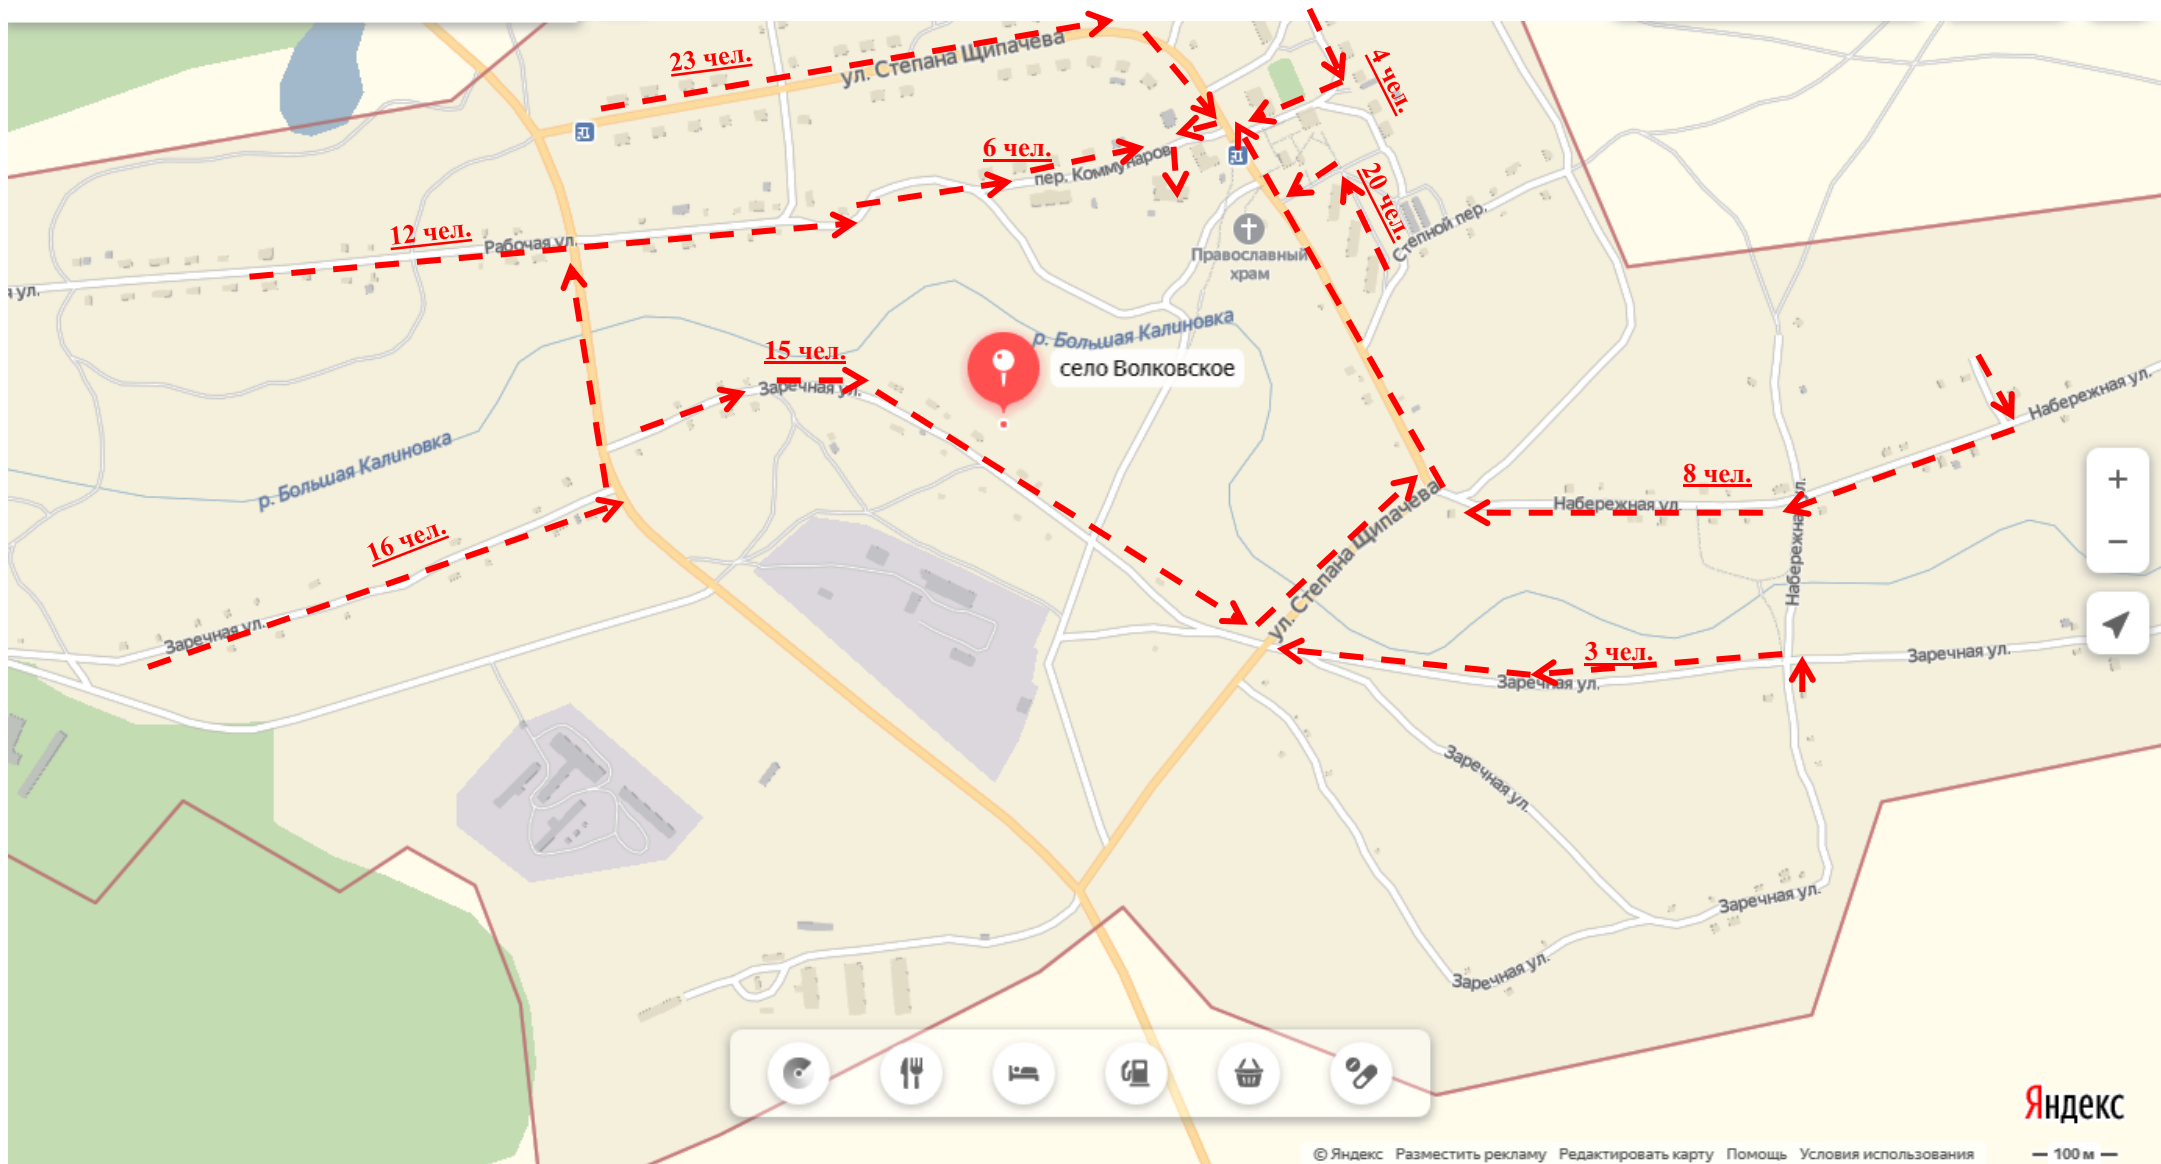 23 чел.
ул. Степана Щипачева
4 чел.
6 чел.
пер. Коммунаров
20 чел.
Степной пер.
12 чел.
Рабочая ул.
Православный
храм
я ул.
р. Большая Калиновка
15 чел.
Заречная ул.
село Волковское
Набережная ул.
р. Большая Калиновка
8 чел.
Набережная ул.
Набережная ул.
16 чел.
ул. Степана Щипачева
Заречная ул.
3 чел.
Заречная ул.
Заречная ул.
Заречная ул.
Заречная ул.
Заречная ул.
+
−
Яндекс
© Яндекс Разместить рекламу Редактировать карту Помощь Условия использования
100 м